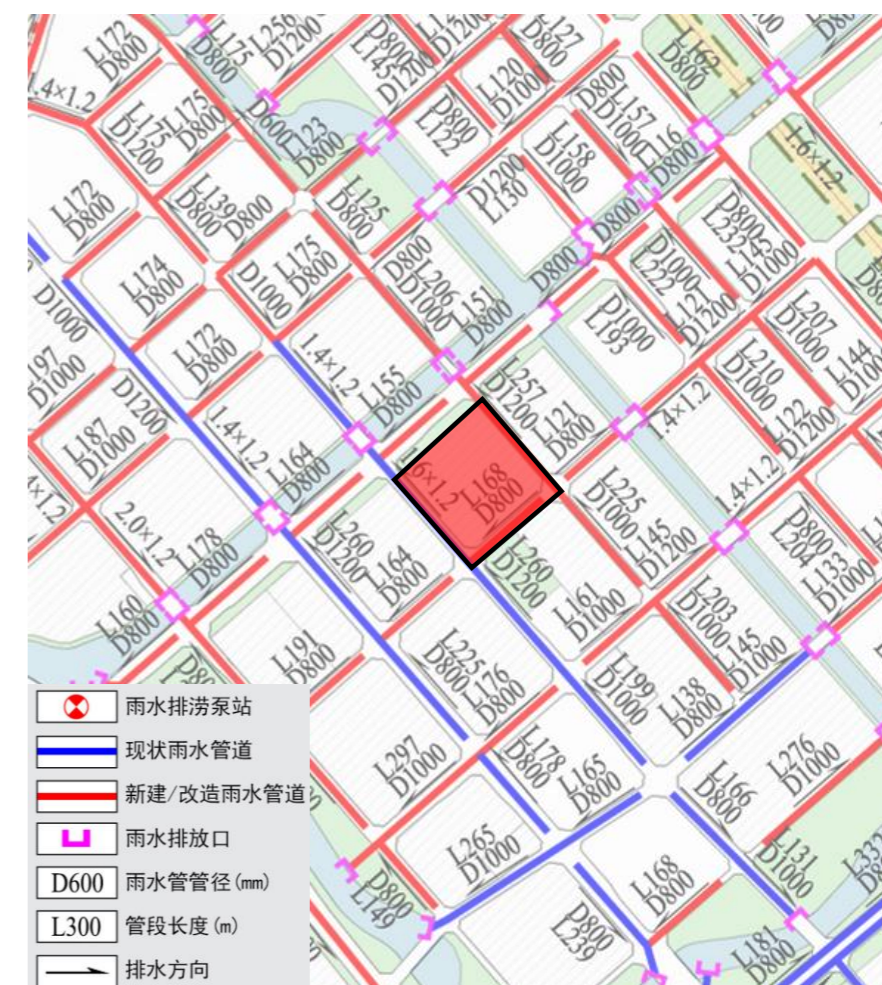 L172
D800
L175
D800
L256
D1200
D800
L145
D1200
L127
D800
L162
D800
1.4×1.2
L175
D1200
L175
D800
D600
L123
D800
D800
L122
L120
D1000
D800
L157
D1000
L116
D800
1.6×1.2
L172
D800
L139
D800
D800
L125
D800
D1200
L130
L158
D1000
D800
D800
L232
L145
D1000
L174
D800
D1000
L175
D800
D800
L206
D1000
L151
D800
D800
D1000
L222
L121
D1200
D1000
L172
D800
1.4×1.2
L155
D800
D1000
L193
L207
D1000
L144
L197
D1000
D1200
L187
D1000
1.4×1.2
L164
D800
L257
D1200
L121
D800
1.4×1.2
L210
D1000
L122
D1200
2.0×1.2
L178
D800
1.6×1.2
L168
D800
L225
D1000
L145
D1200
1.4×1.2
D800
L204
L133
D1000
L160
D800
L260
D1200
L164
D800
L260
D1200
L161
D1000
L203
D1000
L145
D1000
L191
D800
L225
D800
L176
D800
L199
D1000
L138
D800
L297
D1000
L178
D800
L165
D800
L166
D800
L276
D1000
L265
D1000
L131
D1000
D800
L149
L168
D800
D800
L239
L181
D800
雨水排涝泵站
现状雨水管道
新建/改造雨水管道
雨水排放口
D600 雨水管管径(mm)
L300 管段长度(m)
排水方向